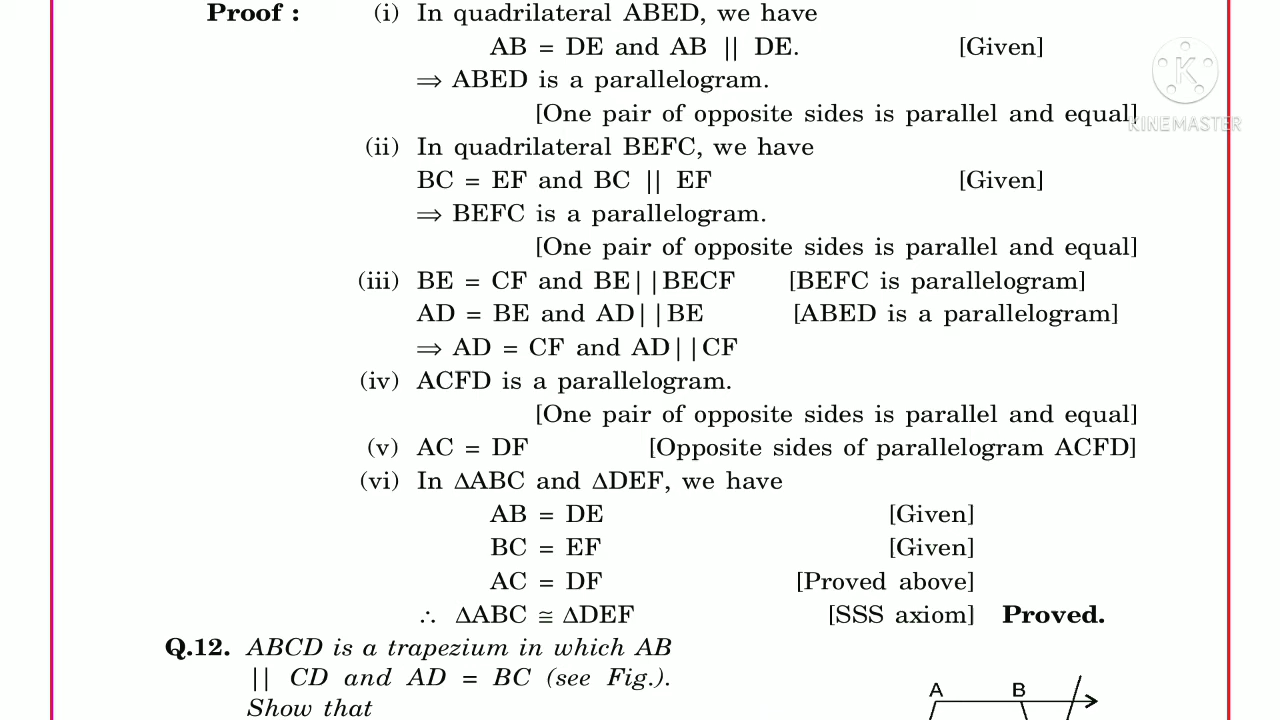 Proof : (i) In quadrilateral ABED, we have
AB = DE and AB || DE. [Given]
⇒ ABED is a parallelogram.
[One pair of opposite sides is parallel and equal]
(ii) In quadrilateral BEFC, we have
BC = EF and BC || EF [Given]
⇒ BEFC is a parallelogram.
[One pair of opposite sides is parallel and equal]
(iii) BE = CF and BE||BECF [BEFC is parallelogram]
AD = BE and AD||BE [ABED is a parallelogram]
⇒ AD = CF and AD||CF
(iv) ACFD is a parallelogram.
[One pair of opposite sides is parallel and equal]
(v) AC = DF [Opposite sides of parallelogram ACFD]
(vi) In ΔABC and ΔDEF, we have
AB = DE [Given]
BC = EF [Given]
AC = DF [Proved above]
∴ ΔABC ≅ ΔDEF [SSS axiom] Proved.
Q.12. ABCD is a trapezium in which AB
|| CD and AD = BC (see Fig.).
Show that
A B
K
KINEMASTER